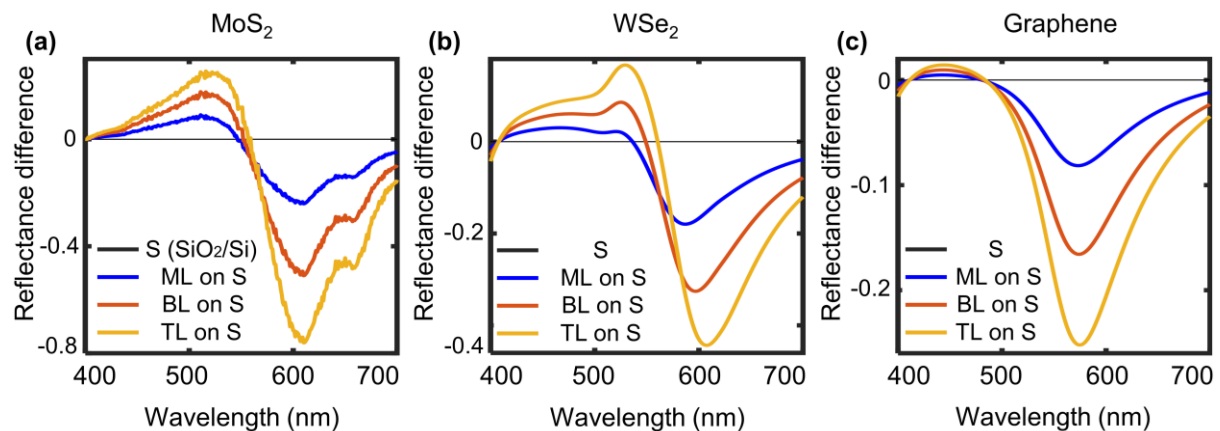 MoS2
(a)
Reflectance difference
0
-0.4
-0.8
S (SiO2/Si)
ML on S
BL on S
TL on S
400
500
600
700
Wavelength (nm)
WSe2
(b)
Reflectance difference
0
-0.2
-0.4
S
ML on S
BL on S
TL on S
400
500
600
700
Wavelength (nm)
Graphene
(c)
Reflectance difference
0
-0.1
-0.2
S
ML on S
BL on S
TL on S
400
500
600
700
Wavelength (nm)